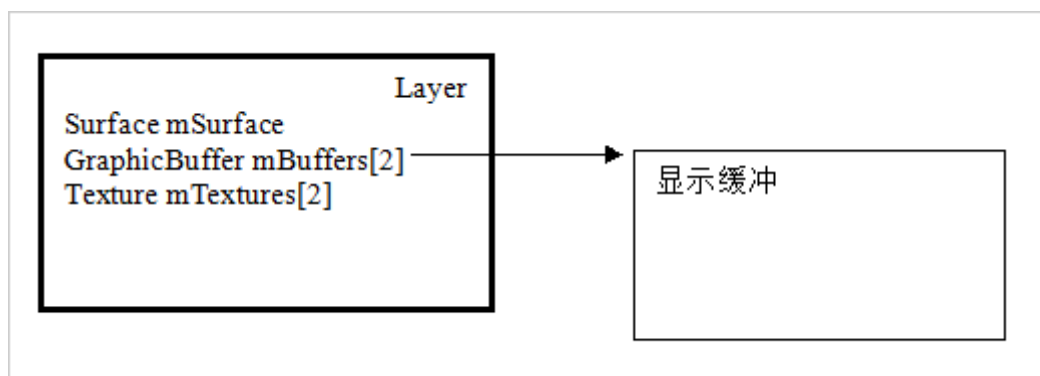 Layer
Surface mSurface
GraphicBuffer mBuffers[2]
Texture mTextures[2]
显示缓冲